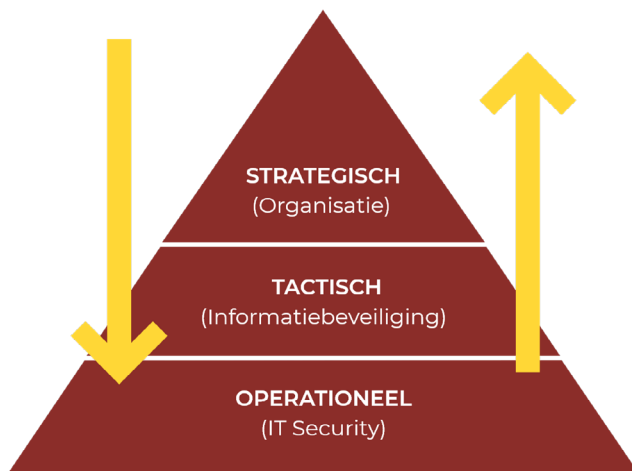 STRATEGISCH
(Organisatie)
TACTISCH
(Informatiebeveiliging)
OPERATIONEEL
(IT Security)